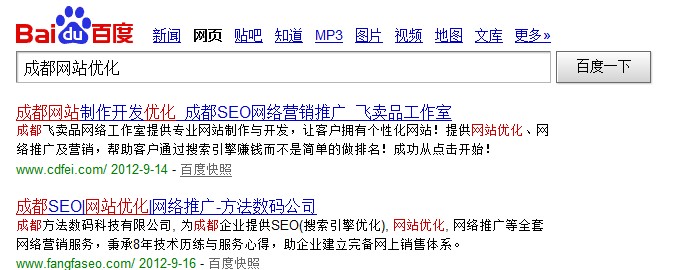 Bai du 百度 新闻 网页 贴吧 知道 MP3 图片 视频 地图 文库 更多»
成都网站优化 百度一下
成都网站制作开发优化_成都SEO网络营销推广_飞卖品工作室
成都飞卖品网络工作室提供专业网站制作与开发，让客户拥有个性化网站！提供网站优化、网
络推广及营销，帮助客户通过搜索引擎赚钱而不是简单的做排名！成功从点击开始！
www.cdfei.com/ 2012-9-14 - 百度快照
成都SEO|网站优化|网络推广-方法数码公司
成都方法数码科技有限公司, 为成都企业提供SEO(搜索引擎优化), 网站优化, 网络推广等全套
网络营销服务，秉承8年技术历练与服务心得，助企业建立完备网上销售体系。
www.fangfaseo.com/ 2012-9-16 - 百度快照